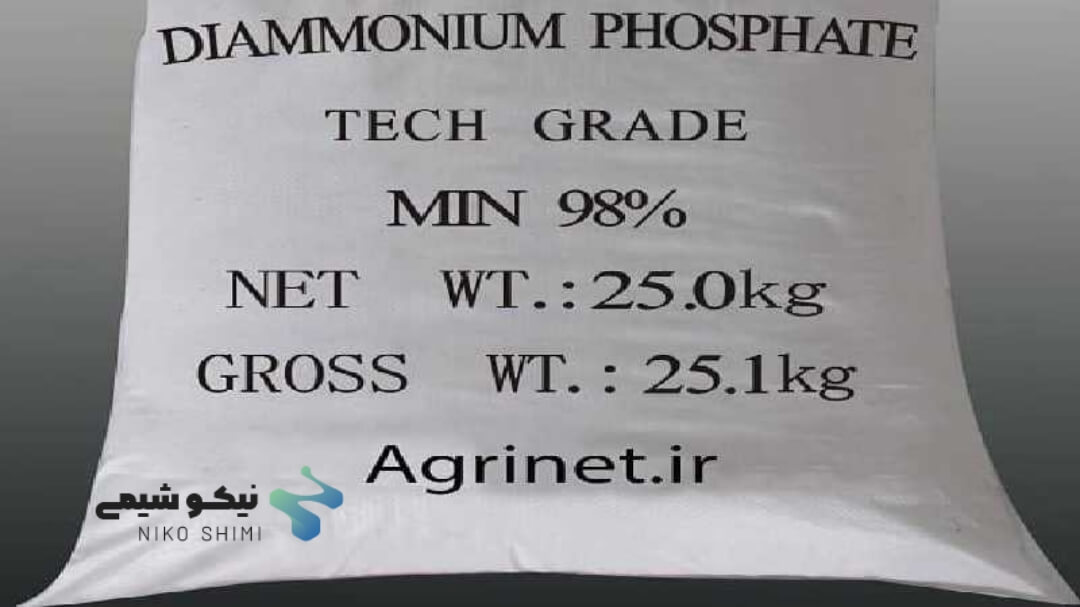 DIAMMONIUM PHOSPHATE
TECH GRADE
MIN 98%
NET WT.: 25.0kg
GROSS WT.: 25.1kg
Agrinet.ir
نیکو شیمی
NIKO SHIMI